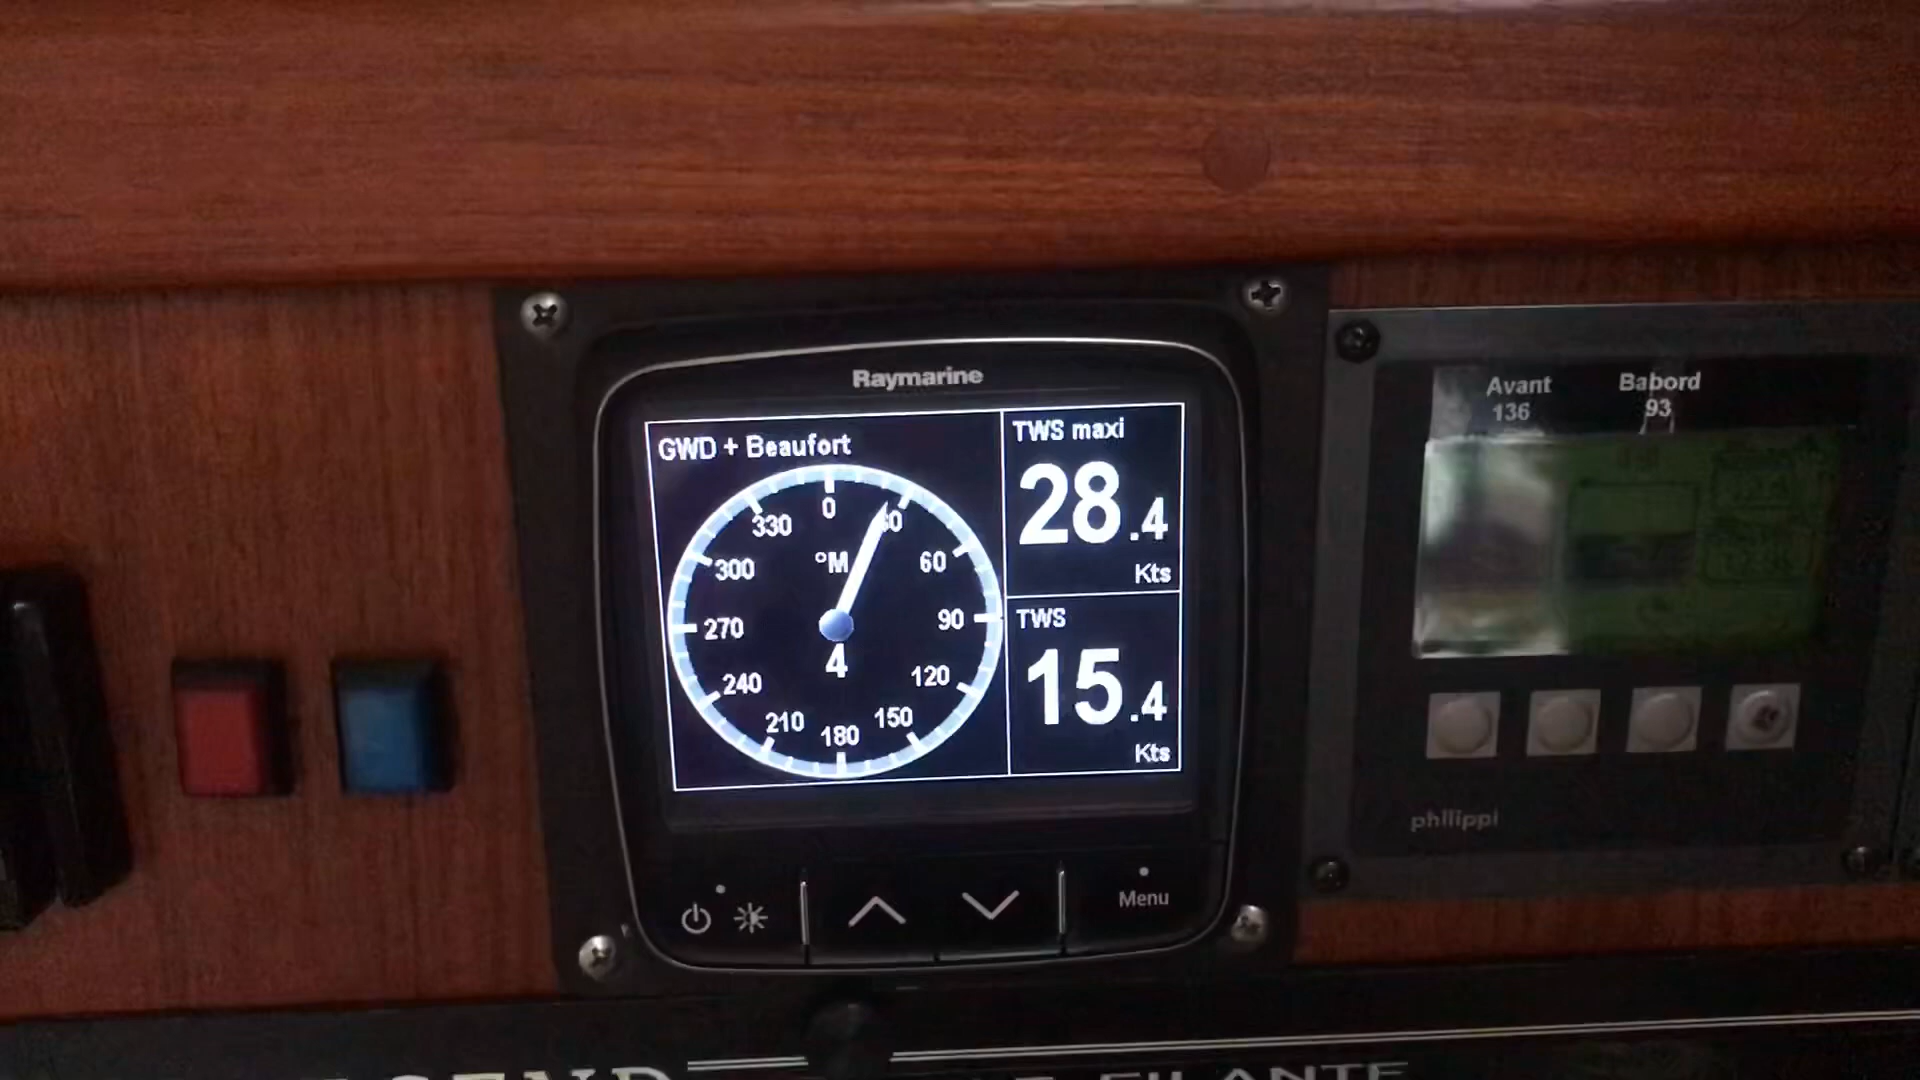 Raymarine
GWD + Beaufort
0
30
60
90
120
150
180
210
240
270
300
330
°M
4
TWS maxi
28.4
Kts
TWS
15.4
Kts
Menu
Avant
136
Babord
93
philippi